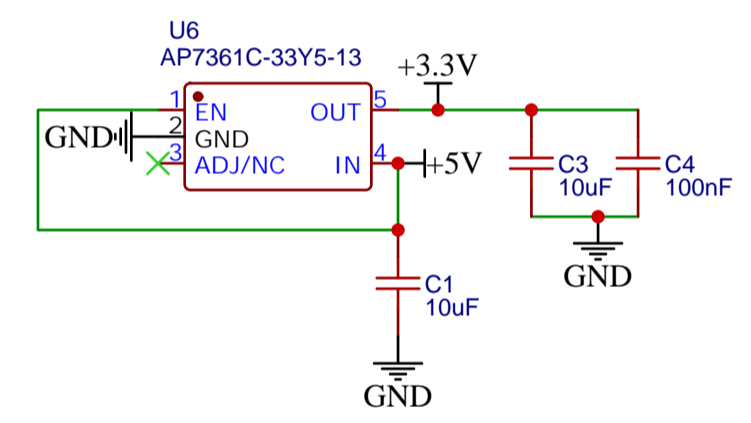 U6
AP7361C-33Y5-13
+3.3V
1 EN OUT 5
GND 2 GND
3 ADJ/NC IN 4 +5V
C3
10uF
C4
100nF
GND
C1
10uF
GND